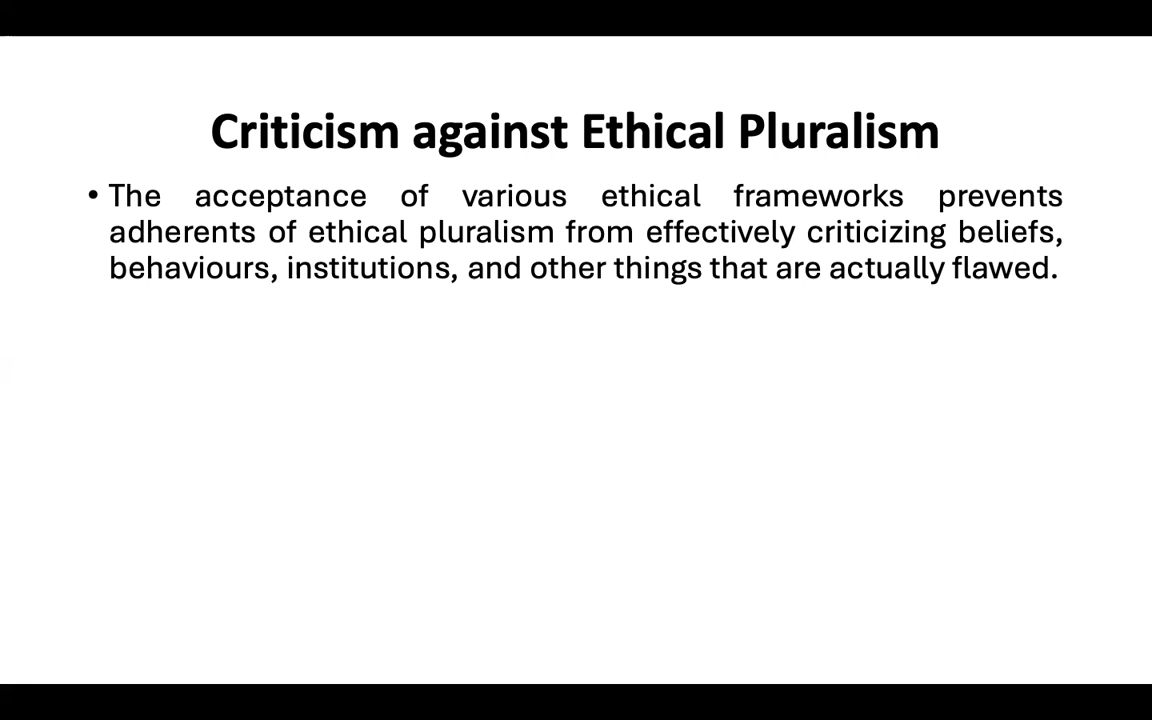 Criticism against Ethical Pluralism
• The acceptance of various ethical frameworks prevents
adherents of ethical pluralism from effectively criticizing beliefs,
behaviours, institutions, and other things that are actually flawed.